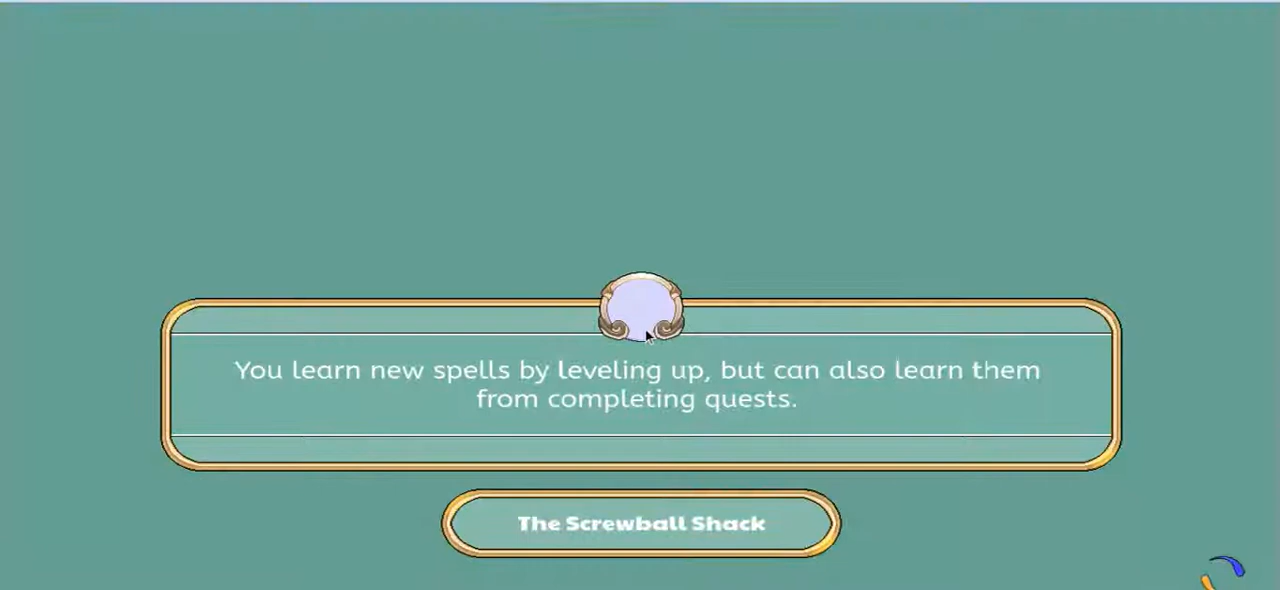 You learn new spells by leveling up, but can also learn them
from completing quests.
The Screwball Shack